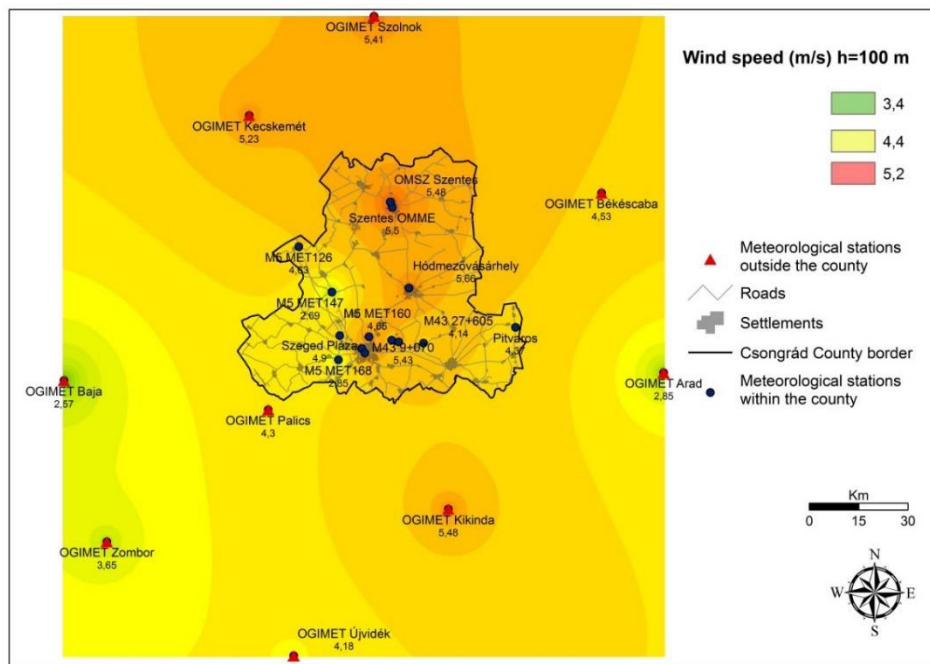 OGIMET Szolnok
5,41
Wind speed (m/s) h=100 m
3,4
4,4
5,2
OGIMET Kecskemét
5,23
OMSZ Szentes
5,48
Szentes OMME
5,5
OGIMET Békéscaba
4,53
M5 MET126
4,63
Hódmezővásárhely
5,66
M5 MET147
2,69
M5 MET160
4,66
M43 27+605
4,14
Pitvaros
Szeged Plaza
4,9
M43 9+070
5,43
M5 MET168
2,85
Meteorological stations
outside the county
Roads
Settlements
Csongrád County border
Meteorological stations
within the county
OGIMET Baja
2,57
OGIMET Arad
2,85
OGIMET Palics
4,3
OGIMET Kikinda
5,48
OGIMET Zombor
3,65
OGIMET Újvidék
4,18
Km
0 15 30
N
W E
S